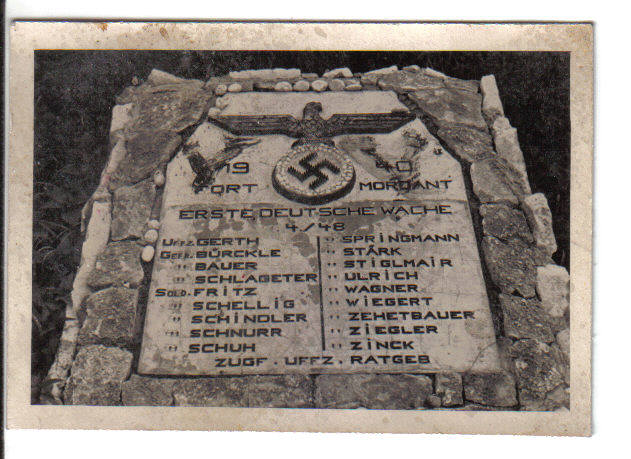 19 40
FORT MORDANT
ERSTE DEUTSCHE WACHE
4/48
UFFZ. GERTH
GEFR. BÜRCKLE
" BAUER
" SCHLAGETER
SOLD. FRITZ
" SCHELLIG
" SCHINDLER
" SCHNURR
" SCHUH
" SPRINGMANN
" STARK
" STIGLMAIR
" ULRICH
" WAGNER
" WIEGERT
" ZEHETBAUER
" ZIEGLER
" ZINCK
ZUGF. UFFZ. RATGEB